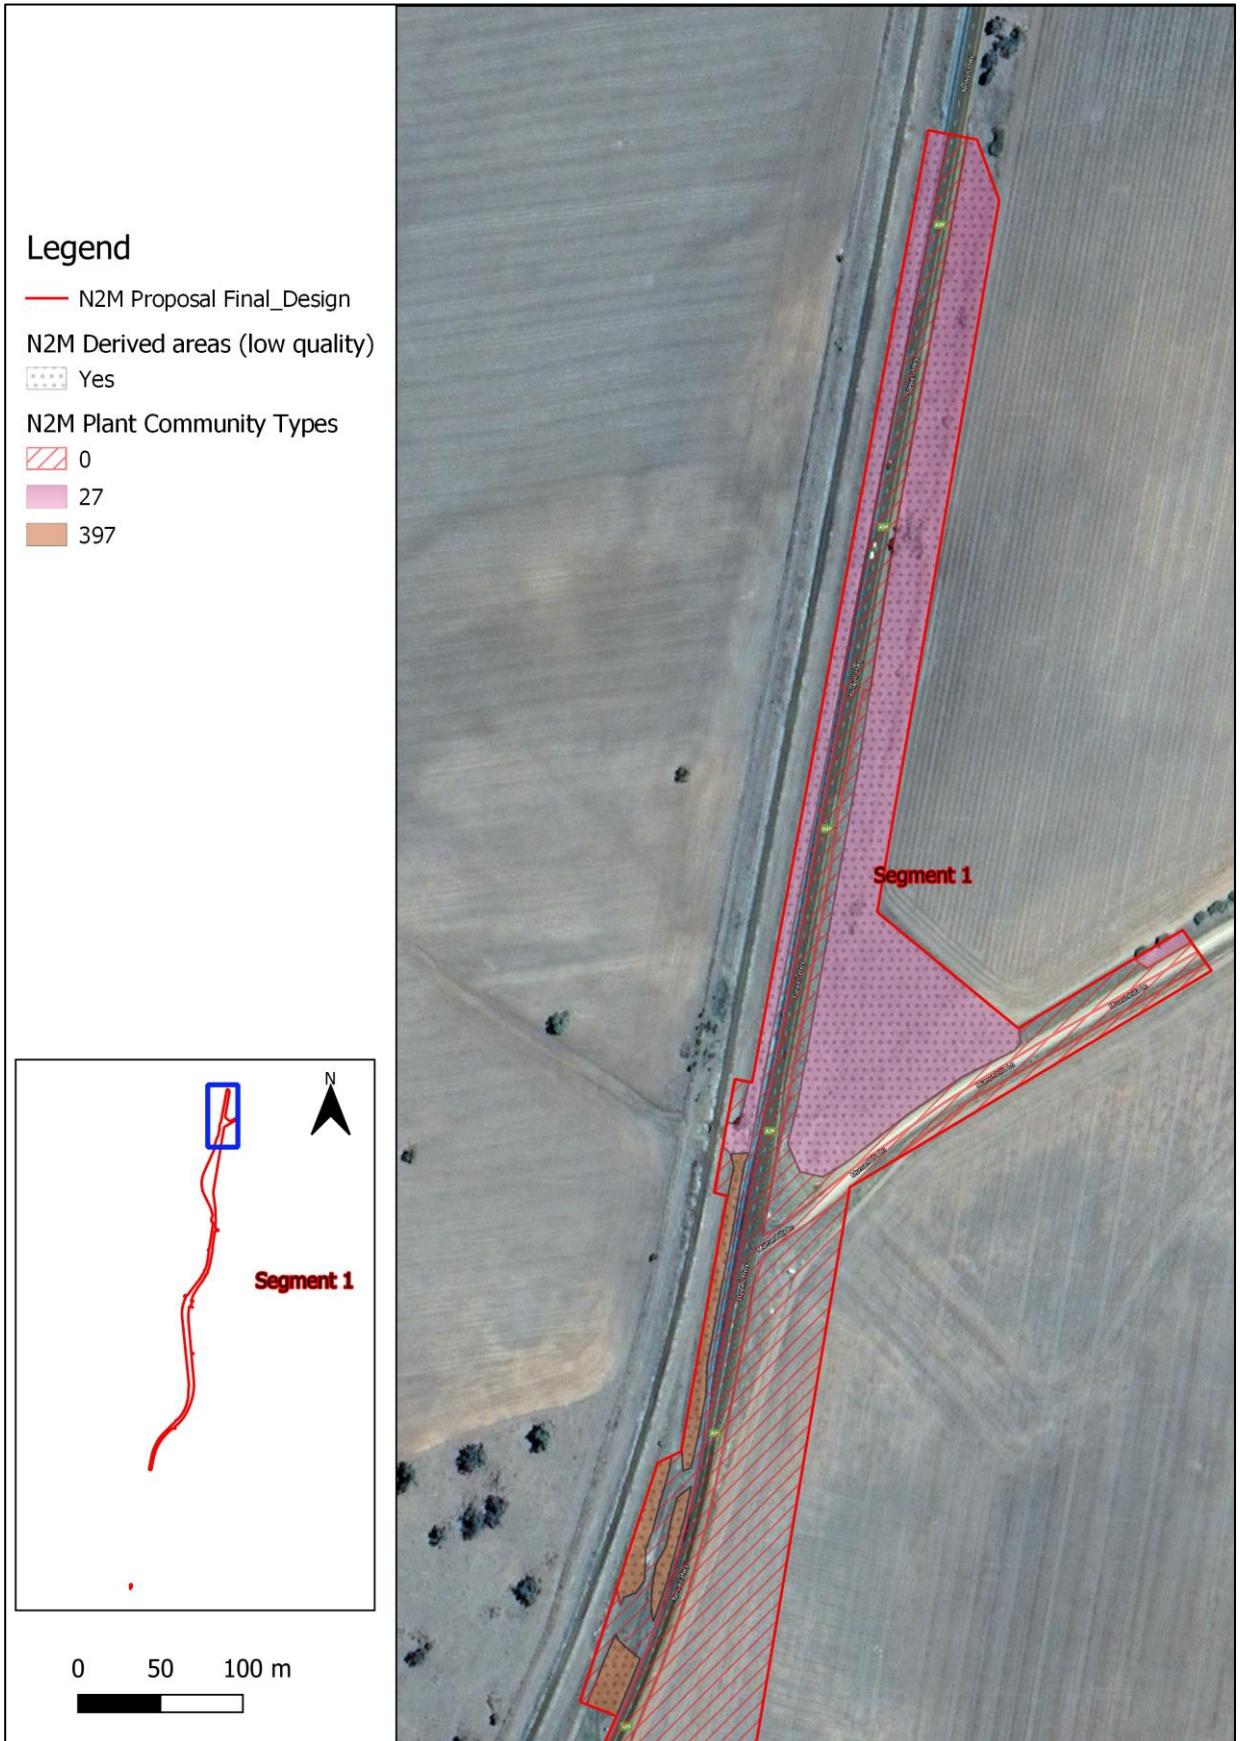 Legend
N2M Proposal Final_Design
N2M Derived areas (low quality)
Yes
N2M Plant Community Types
0
27
397
Segment 1
N
Segment 1
0 50 100 m